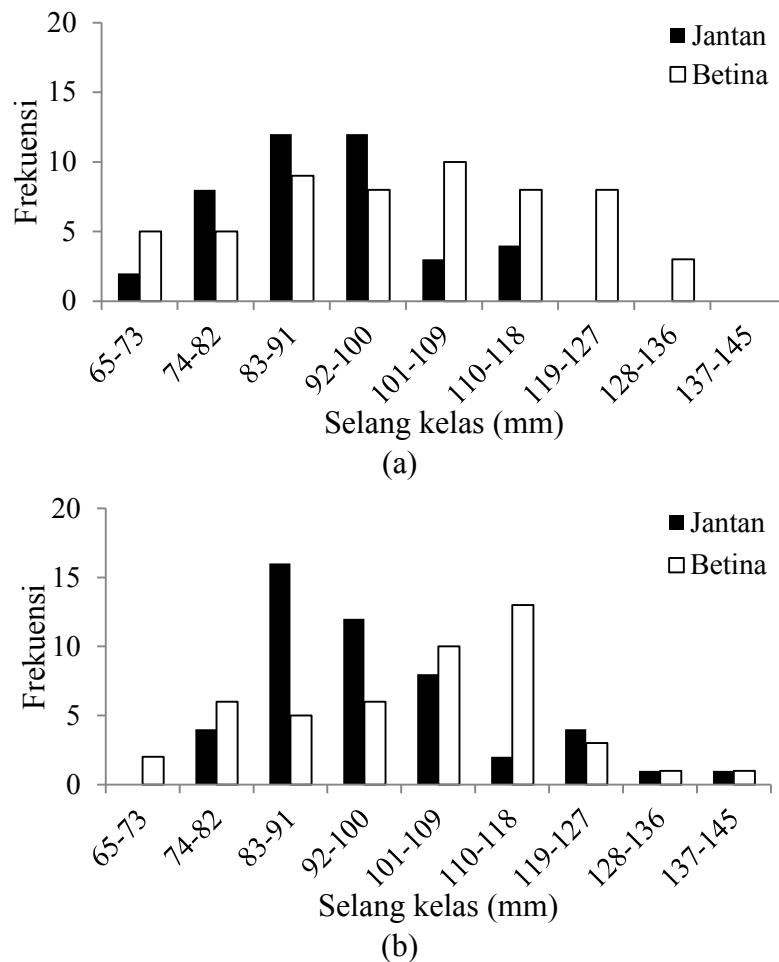 20
15
10
5
0
Frekuensi
Jantan
Betina
65-73
74-82
83-91
92-100
101-109
110-118
119-127
128-136
137-145
Selang kelas (mm)
(a)
20
15
10
5
0
Frekuensi
Jantan
Betina
65-73
74-82
83-91
92-100
101-109
110-118
119-127
128-136
137-145
Selang kelas (mm)
(b)